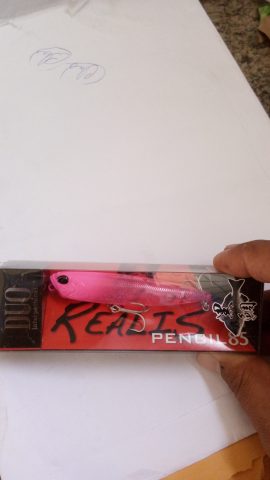 DUO
REALIS
PENCIL 85